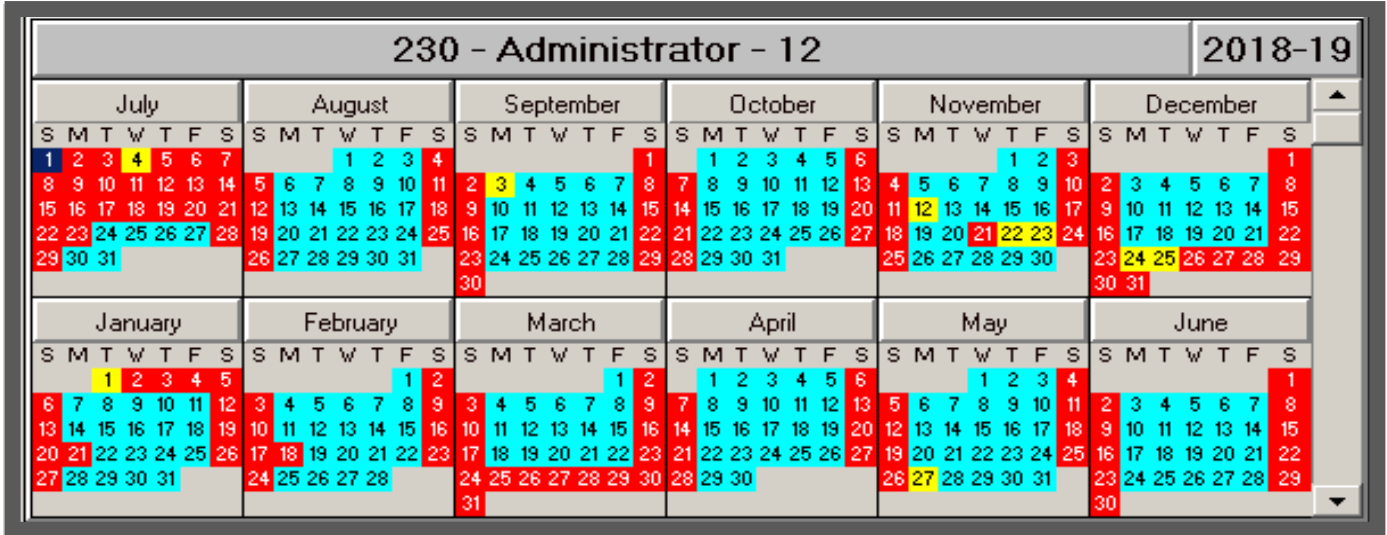 230 - Administrator - 12 2018-19
July August September October November December
S M T W T F S S M T W T F S S M T W T F S S M T W T F S S M T W T F S S M T W T F S
1 2 3 4 5 6 7 1 2 3 4 1 1 2 3 4 5 6 1 2 3 1
8 9 10 11 12 13 14 5 6 7 8 9 10 11 2 3 4 5 6 7 8 7 8 9 10 11 12 13 4 5 6 7 8 9 10 2 3 4 5 6 7 8
15 16 17 18 19 20 21 12 13 14 15 16 17 18 9 10 11 12 13 14 15 14 15 16 17 18 19 20 11 12 13 14 15 16 17 9 10 11 12 13 14 15
22 23 24 25 26 27 28 19 20 21 22 23 24 25 16 17 18 19 20 21 22 21 22 23 24 25 26 27 18 19 20 21 22 23 24 16 17 18 19 20 21 22
29 30 31 26 27 28 29 30 31 23 24 25 26 27 28 29 28 29 30 31 25 26 27 28 29 30 23 24 25 26 27 28 29
30 30 31
January February March April May June
S M T W T F S S M T W T F S S M T W T F S S M T W T F S S M T W T F S S M T W T F S
1 2 3 4 5 1 2 1 2 1 2 3 4 5 6 1 2 3 4 1
6 7 8 9 10 11 12 3 4 5 6 7 8 9 3 4 5 6 7 8 9 7 8 9 10 11 12 13 5 6 7 8 9 10 11 2 3 4 5 6 7 8
13 14 15 16 17 18 19 10 11 12 13 14 15 16 10 11 12 13 14 15 16 14 15 16 17 18 19 20 12 13 14 15 16 17 18 9 10 11 12 13 14 15
20 21 22 23 24 25 26 17 18 19 20 21 22 23 17 18 19 20 21 22 23 21 22 23 24 25 26 27 19 20 21 22 23 24 25 16 17 18 19 20 21 22
27 28 29 30 31 24 25 26 27 28 24 25 26 27 28 29 30 28 29 30 26 27 28 29 30 31 23 24 25 26 27 28 29
31 30